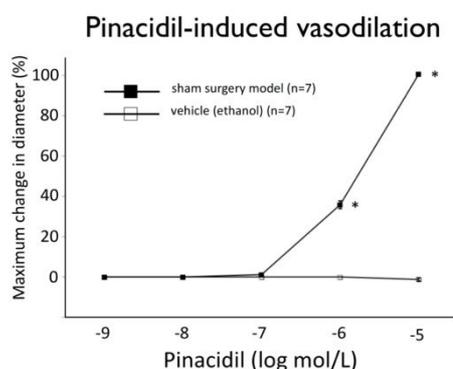 Pinacidil-induced vasodilation
Maximum change in diameter (%)
100
80
60
40
20
0
sham surgery model (n=7)
vehicle (ethanol) (n=7)
*
*
-9 -8 -7 -6 -5
Pinacidil (log mol/L)